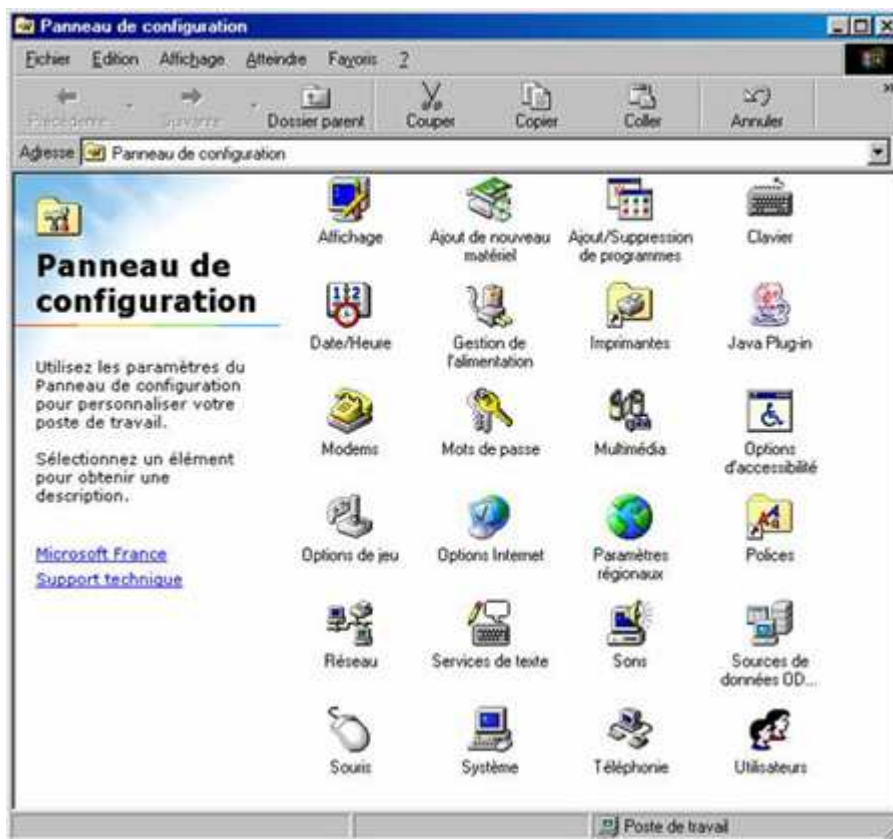 Panneau de configuration
Fichier Edition Affichage Atteindre Favoris ?
Précédente Suivante Dossier parent Couper Copier Coller Annuler »
Adresse Panneau de configuration
Panneau de
configuration
Utilisez les paramètres du
Panneau de configuration
pour personnaliser votre
poste de travail.
Sélectionnez un élément
pour obtenir une
description.
Microsoft France
Support technique
Affichage
Ajout de nouveau
matériel
Ajout/Suppression
de programmes
Clavier
Date/Heure
Gestion de
l'alimentation
Imprimantes
Java Plug-in
Modems
Mots de passe
Multimédia
Options
d'accessibilité
Options de jeu
Options Internet
Paramètres
régionaux
Polices
Réseau
Services de texte
Sons
Sources de
données OD...
Souris
Système
Téléphonie
Utilisateurs
Poste de travail